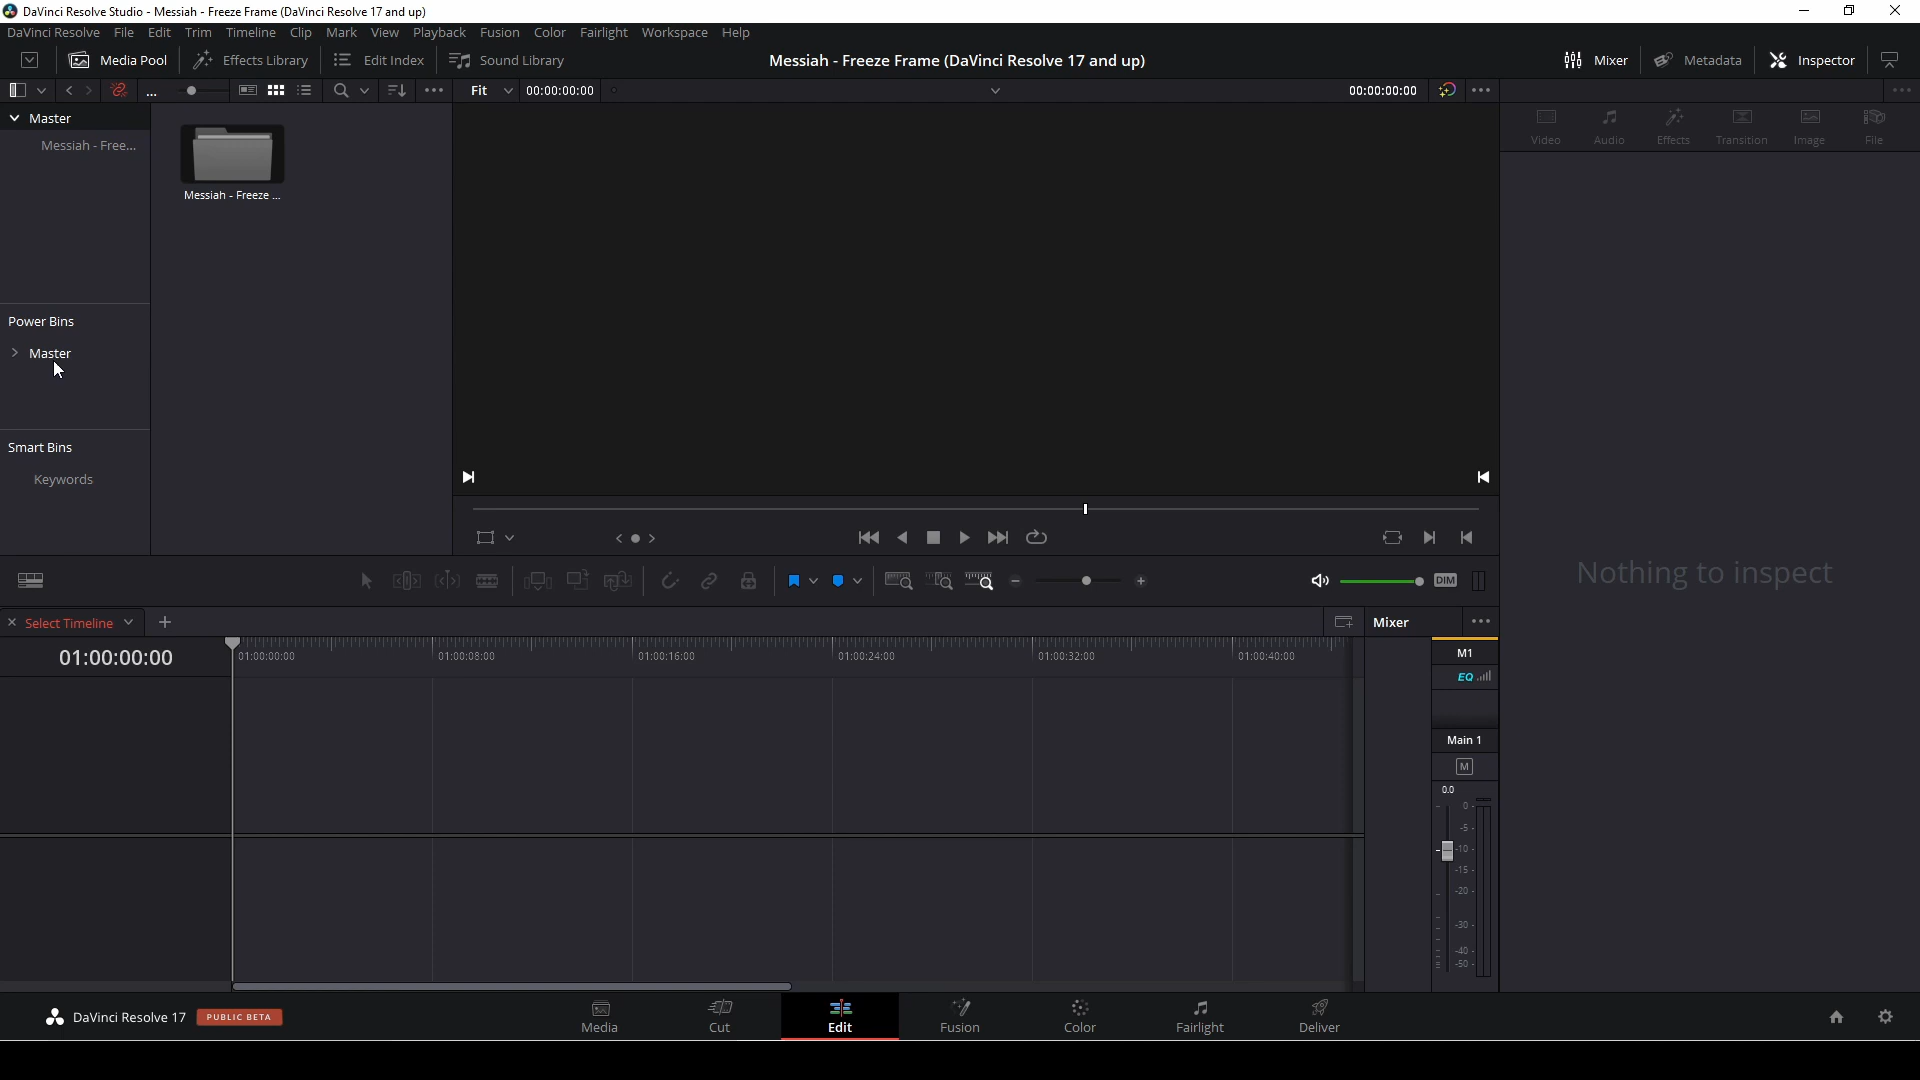 DaVinci Resolve Studio - Messiah - Freeze Frame (DaVinci Resolve 17 and up)
DaVinci Resolve File Edit Trim Timeline Clip Mark View Playback Fusion Color Fairlight Workspace Help
Media Pool Effects Library Edit Index Sound Library Messiah - Freeze Frame (DaVinci Resolve 17 and up) Mixer Metadata Inspector
... Fit 00:00:00:00 00:00:00:00
Master
Messiah - Free...
Messiah - Freeze ...
Video Audio Effects Transition Image File
Power Bins
Master
Smart Bins
Keywords
Nothing to inspect
DIM
Select Timeline
Mixer
01:00:00:00
01:00:00:00 01:00:08:00 01:00:16:00 01:00:24:00 01:00:32:00 01:00:40:00
M1
EQ
Main 1
M
0.0
0
-5
-10
-15
-20
-30
-40
-50
DaVinci Resolve 17 PUBLIC BETA
Media Cut Edit Fusion Color Fairlight Deliver